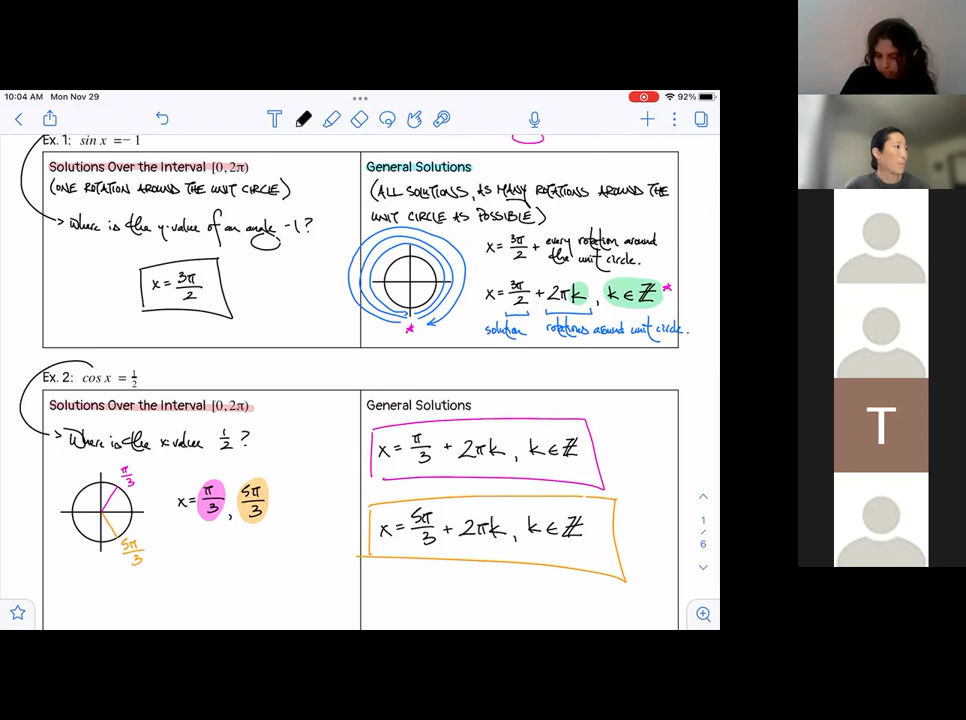 10:04 AM Mon Nov 29
92%
Ex. 1: sin x = - 1
Solutions Over the Interval [0, 2π)
(ONE ROTATION AROUND THE UNIT CIRCLE)
Where is the y-value of an angle -1?
x = 3π/2
General Solutions
(ALL SOLUTIONS, AS MANY ROTATIONS AROUND THE
UNIT CIRCLE AS POSSIBLE)
x = 3π/2 + every rotation around
the unit circle.
x = 3π/2 + 2πk, k ∈ ℤ *
solution rotations around unit circle.
*
Ex. 2: cos x = 1/2
Solutions Over the Interval [0, 2π)
Where is the x value 1/2?
π/3
x = π/3, 5π/3
5π/3
General Solutions
x = π/3 + 2πk, k ∈ ℤ
x = 5π/3 + 2πk, k ∈ ℤ
1
/
6
T